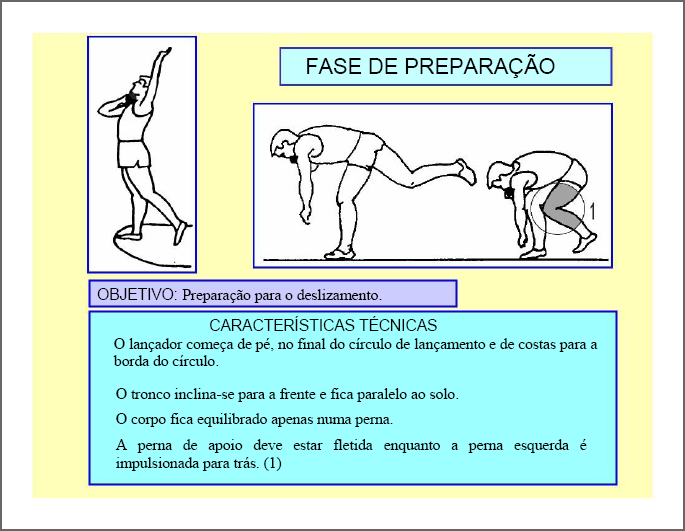 FASE DE PREPARAÇÃO
1
OBJETIVO: Preparação para o deslizamento.
CARACTERÍSTICAS TÉCNICAS
O lançador começa de pé, no final do círculo de lançamento e de costas para a
borda do círculo.
O tronco inclina-se para a frente e fica paralelo ao solo.
O corpo fica equilibrado apenas numa perna.
A perna de apoio deve estar fletida enquanto a perna esquerda é
impulsionada para trás. (1)